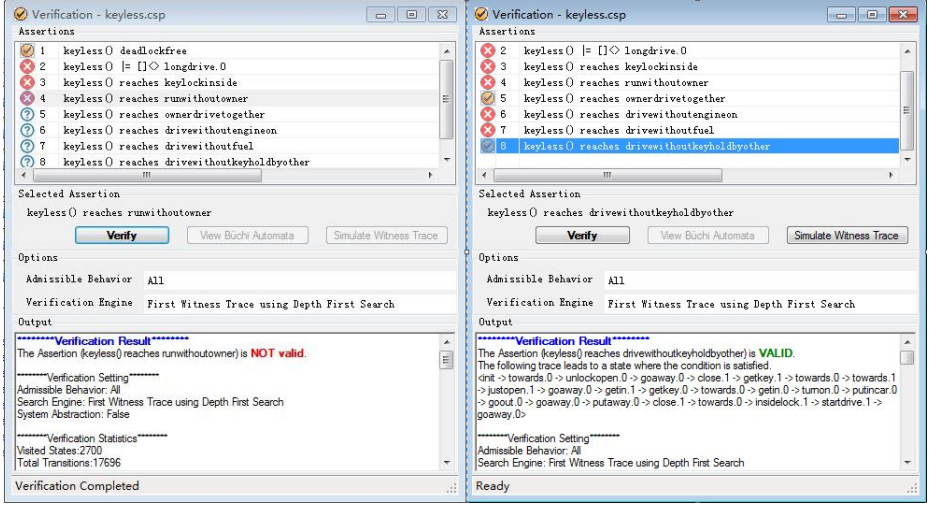 Verification - keyless.csp
Assertions
1 keyless() deadlockfree
2 keyless() |= []<> longdrive.0
3 keyless() reaches keylockinside
4 keyless() reaches runwithoutowner
5 keyless() reaches ownerdrivetogether
6 keyless() reaches drivewithoutengineon
7 keyless() reaches drivewithoutfuel
8 keyless() reaches drivewithoutkeyholdbyother
Selected Assertion
keyless() reaches runwithoutowner
Verify View Büchi Automata Simulate Witness Trace
Options
Admissible Behavior All
Verification Engine First Witness Trace using Depth First Search
Output
********Verification Result********
The Assertion (keyless() reaches runwithoutowner) is NOT valid.
********Verification Setting********
Admissible Behavior: All
Search Engine: First Witness Trace using Depth First Search
System Abstraction: False
********Verification Statistics********
Visited States:2700
Total Transitions:17696
Verification Completed
Verification - keyless.csp
Assertions
2 keyless() |= []<> longdrive.0
3 keyless() reaches keylockinside
4 keyless() reaches runwithoutowner
5 keyless() reaches ownerdrivetogether
6 keyless() reaches drivewithoutengineon
7 keyless() reaches drivewithoutfuel
8 keyless() reaches drivewithoutkeyholdbyother
Selected Assertion
keyless() reaches drivewithoutkeyholdbyother
Verify View Büchi Automata Simulate Witness Trace
Options
Admissible Behavior All
Verification Engine First Witness Trace using Depth First Search
Output
********Verification Result********
The Assertion (keyless() reaches drivewithoutkeyholdbyother) is VALID.
The following trace leads to a state where the condition is satisfied.
<init -> towards.0 -> unlockopen.0 -> goaway.0 -> close.1 -> getkey.1 -> towards.0 -> towards.1
-> justopen.1 -> goaway.0 -> getin.1 -> getkey.0 -> towards.0 -> getin.0 -> turnon.0 -> putincar.0
-> goout.0 -> goaway.0 -> putaway.0 -> close.1 -> towards.0 -> insidelock.1 -> startdrive.1 ->
goaway.0>
********Verification Setting********
Admissible Behavior: All
Search Engine: First Witness Trace using Depth First Search
Ready